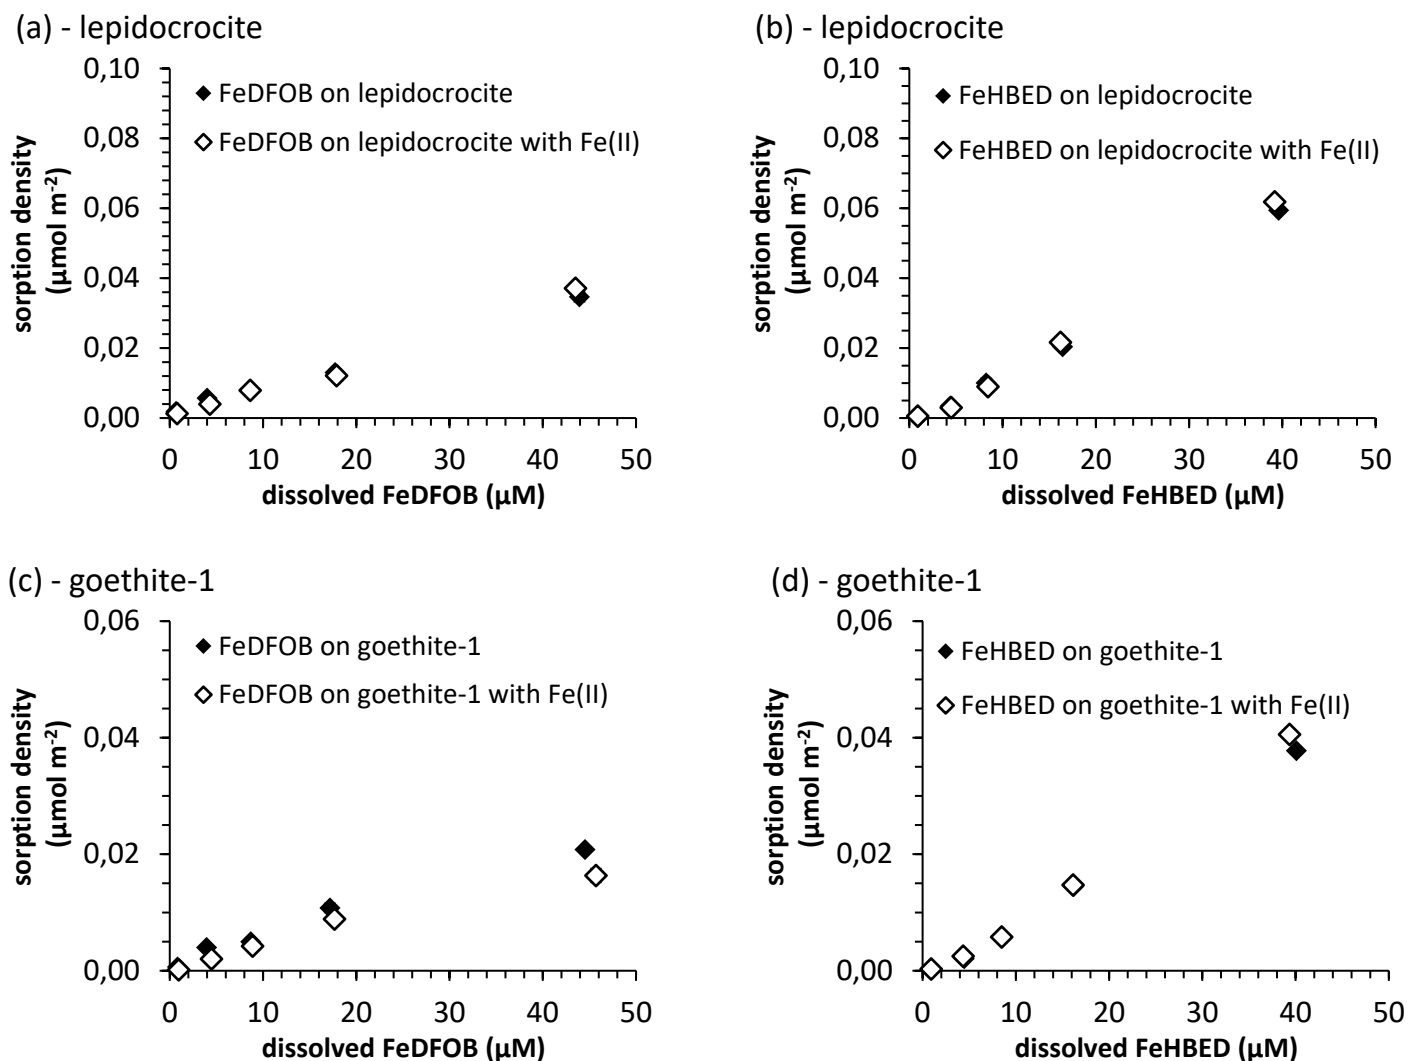 (a) - lepidocrocite
0,10
0,08
0,06
0,04
0,02
0,00
sorption density
(µmol m-2)
FeDFOB on lepidocrocite
FeDFOB on lepidocrocite with Fe(II)
0 10 20 30 40 50
dissolved FeDFOB (µM)
(b) - lepidocrocite
0,10
0,08
0,06
0,04
0,02
0,00
sorption density
(µmol m-2)
FeHBED on lepidocrocite
FeHBED on lepidocrocite with Fe(II)
0 10 20 30 40 50
dissolved FeHBED (µM)
(c) - goethite-1
0,06
0,04
0,02
0,00
sorption density
(µmol m-2)
FeDFOB on goethite-1
FeDFOB on goethite-1 with Fe(II)
0 10 20 30 40 50
dissolved FeDFOB (µM)
(d) - goethite-1
0,06
0,04
0,02
0,00
sorption density
(µmol m-2)
FeHBED on goethite-1
FeHBED on goethite-1 with Fe(II)
0 10 20 30 40 50
dissolved FeHBED (µM)